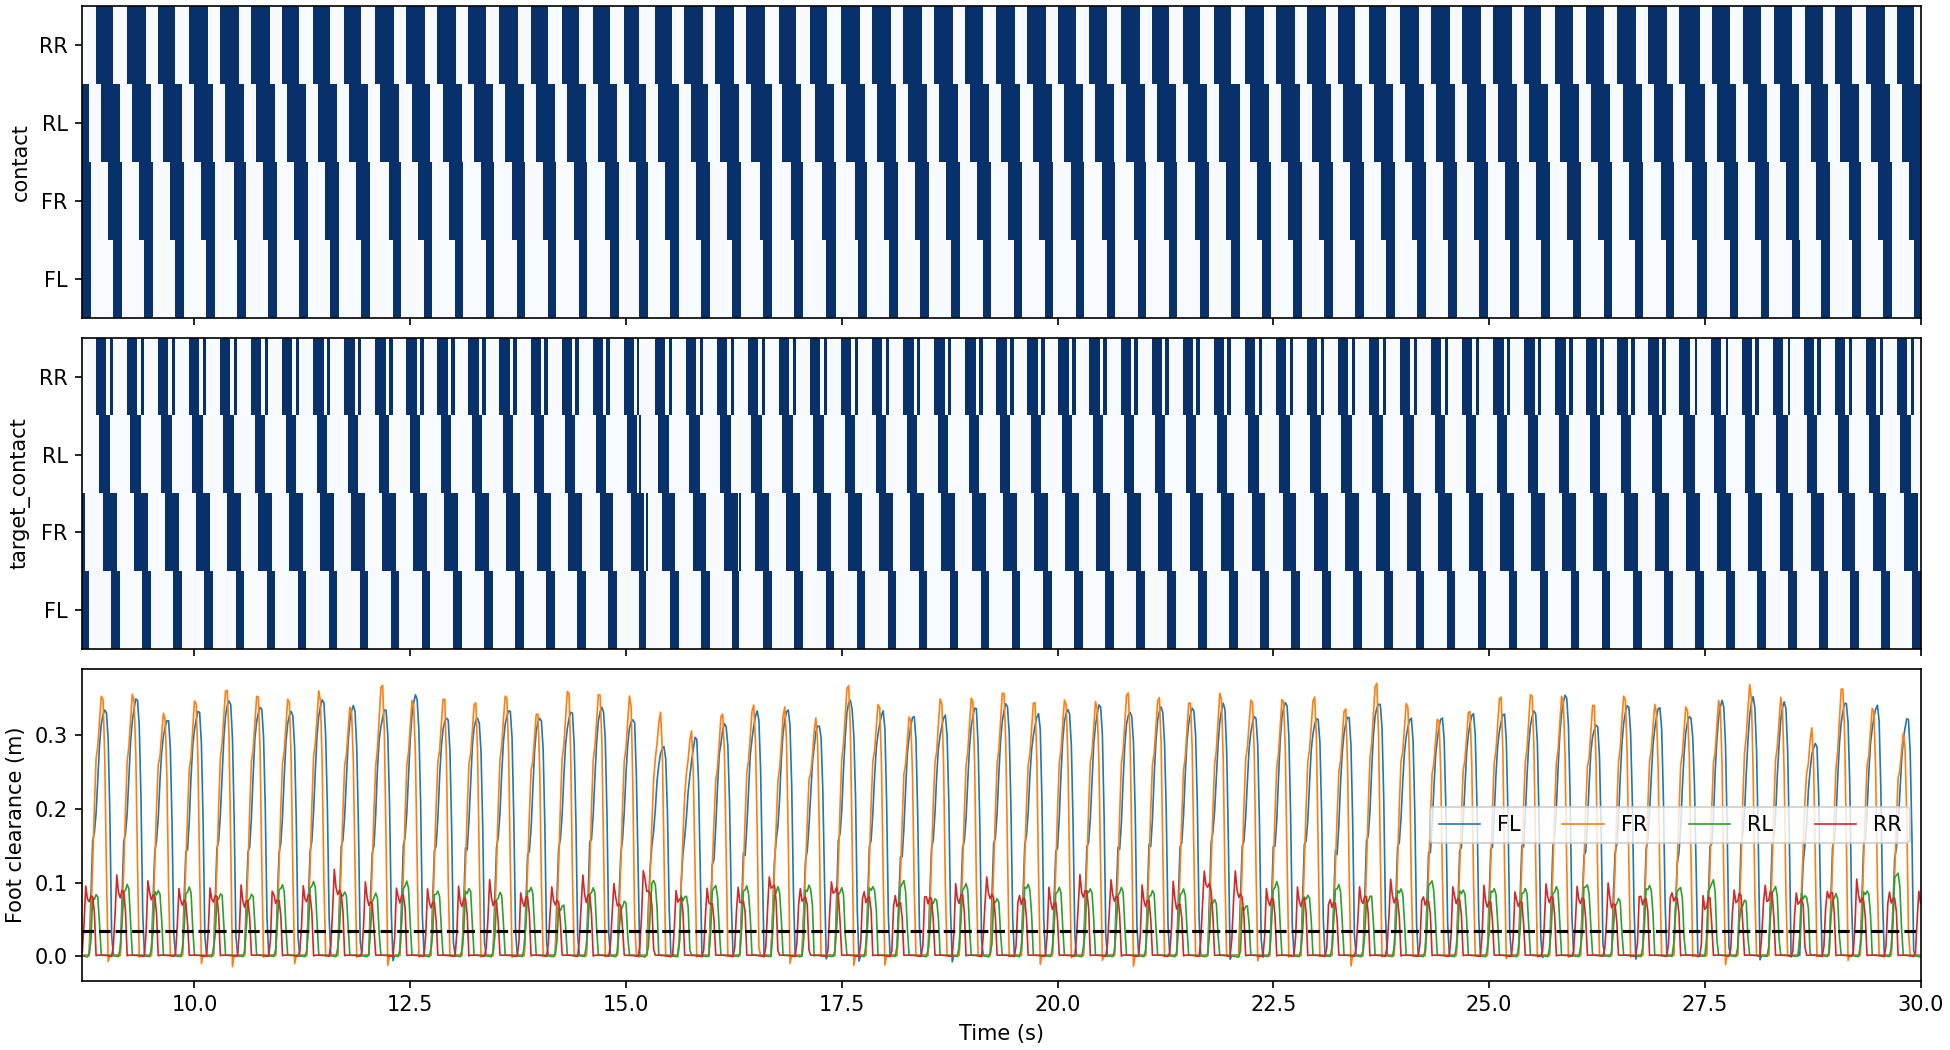 contact
RR
RL
FR
FL
target_contact
RR
RL
FR
FL
Foot clearance (m)
0.3
0.2
0.1
0.0
FL FR RL RR
10.0 12.5 15.0 17.5 20.0 22.5 25.0 27.5 30.0
Time (s)